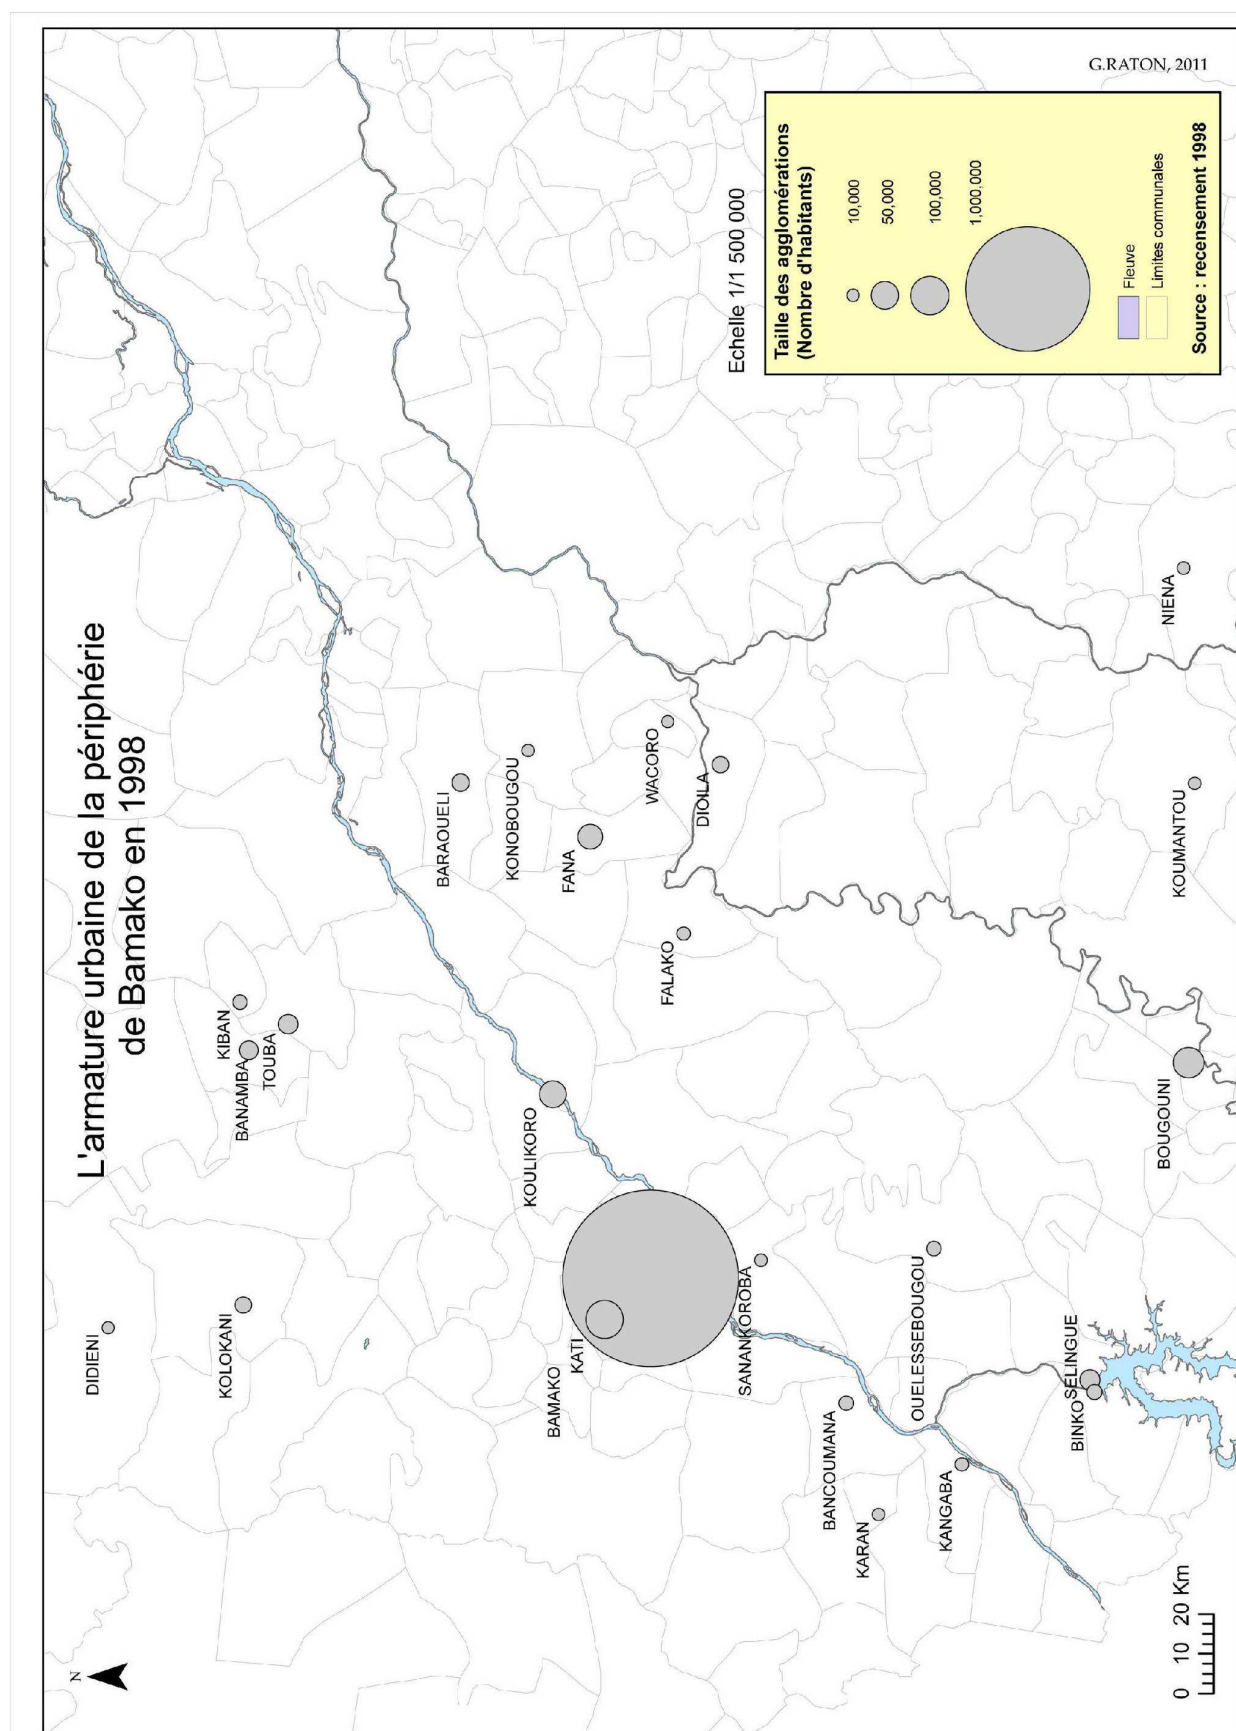 L'armature urbaine de la périphérie
de Bamako en 1998
N
G.RATON, 2011
DIDIENI
KOLOKANI
BANAMBA
KIBAN
TOUBA
BARAOUELI
KONOBOUGOU
FANA
WACORO
DIOILA
FALAKO
KOULIKORO
BAMAKO
KATI
SANANKOROBA
OUELESSEBOUGOU
BANCOUMANA
KARAN
KANGABA
BINKO
SELINGUE
BOUGOUNI
KOUMANTOU
NIENA
0 10 20 Km
Echelle 1/1 500 000
Taille des agglomérations
(Nombre d'habitants)
10,000
50,000
100,000
1,000,000
Fleuve
Limites communales
Source : recensement 1998